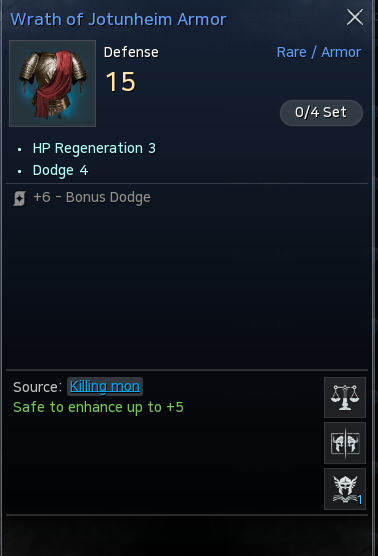 Wrath of Jotunheim Armor
Defense
Rare / Armor
15
0/4 Set
HP Regeneration 3
Dodge 4
+6 - Bonus Dodge
Source: Killing mon
Safe to enhance up to +5
1